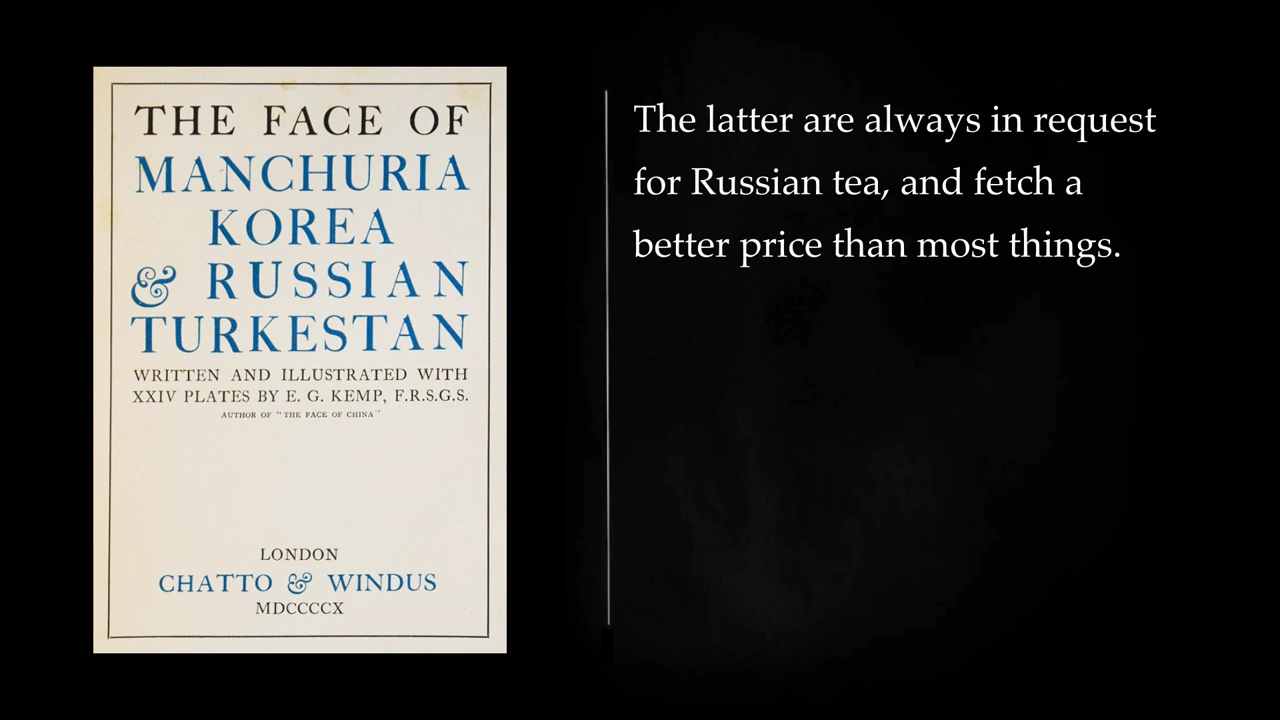 THE FACE OF
MANCHURIA
KOREA
& RUSSIAN
TURKESTAN
WRITTEN AND ILLUSTRATED WITH
XXIV PLATES BY E. G. KEMP, F.R.S.G.S.
AUTHOR OF "THE FACE OF CHINA"
LONDON
CHATTO & WINDUS
MDCCCCX
The latter are always in request
for Russian tea, and fetch a
better price than most things.